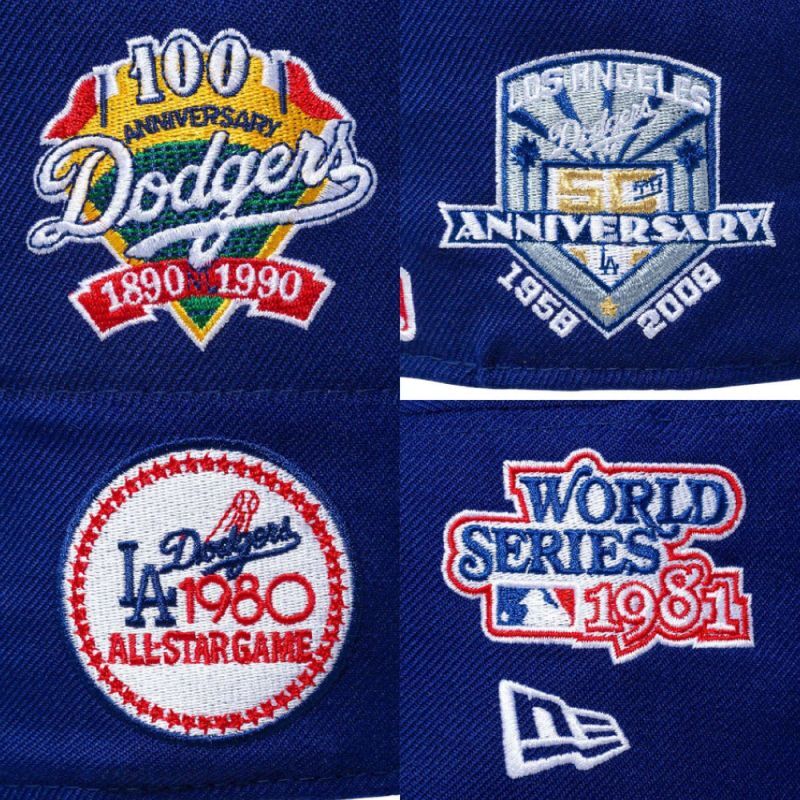 100
ANNIVERSARY
Dodgers
1890 1990
LOS ANGELES
Dodgers
50TH
ANNIVERSARY
LA
1958 2008
Dodgers
LA 1980
ALL-STAR GAME
WORLD
SERIES
1981